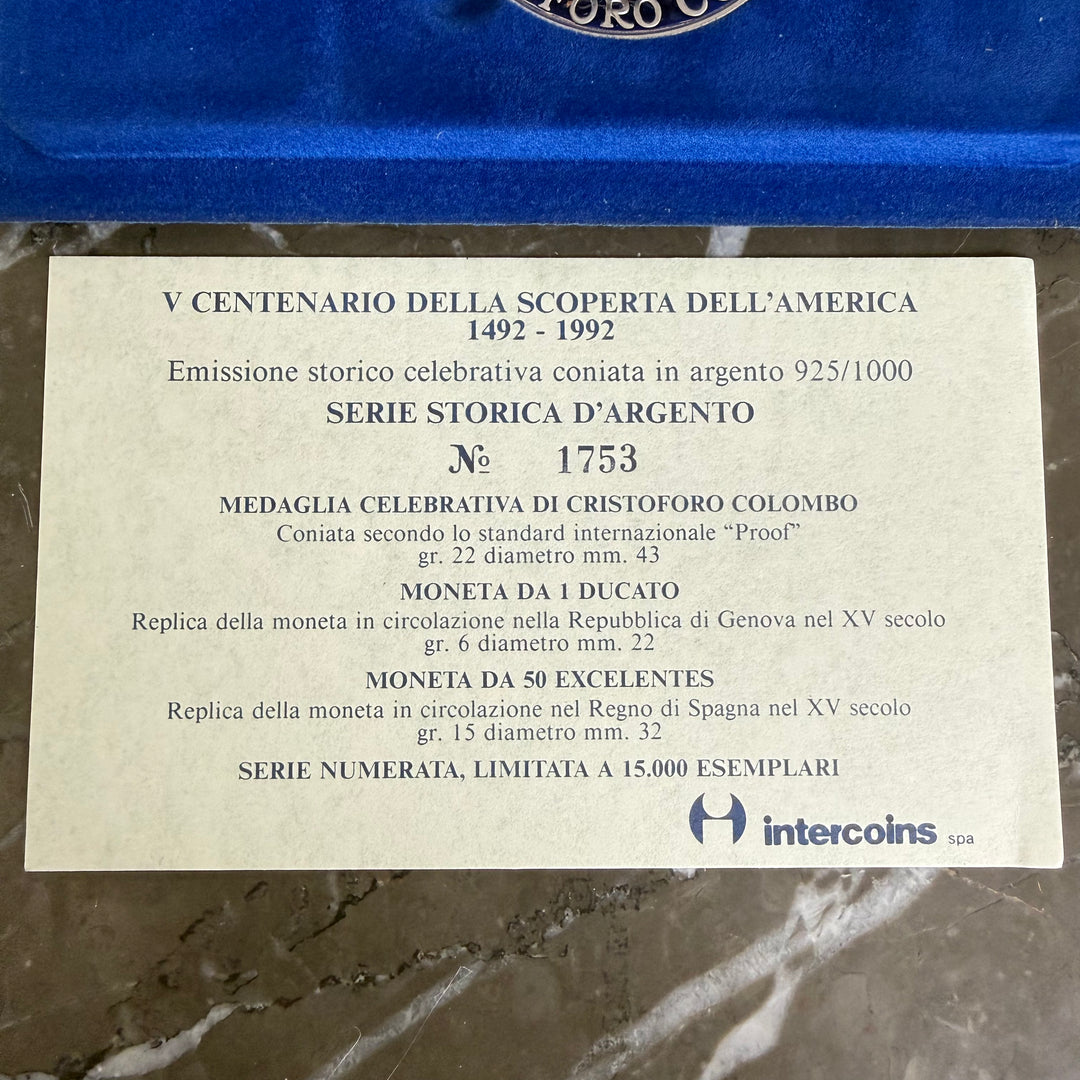 FORO CO
V CENTENARIO DELLA SCOPERTA DELL'AMERICA
1492 - 1992
Emissione storico celebrativa coniata in argento 925/1000
SERIE STORICA D'ARGENTO
№ 1753
MEDAGLIA CELEBRATIVA DI CRISTOFORO COLOMBO
Coniata secondo lo standard internazionale “Proof”
gr. 22 diametro mm. 43
MONETA DA 1 DUCATO
Replica della moneta in circolazione nella Repubblica di Genova nel XV secolo
gr. 6 diametro mm. 22
MONETA DA 50 EXCELENTES
Replica della moneta in circolazione nel Regno di Spagna nel XV secolo
gr. 15 diametro mm. 32
SERIE NUMERATA, LIMITATA A 15.000 ESEMPLARI
intercoins spa